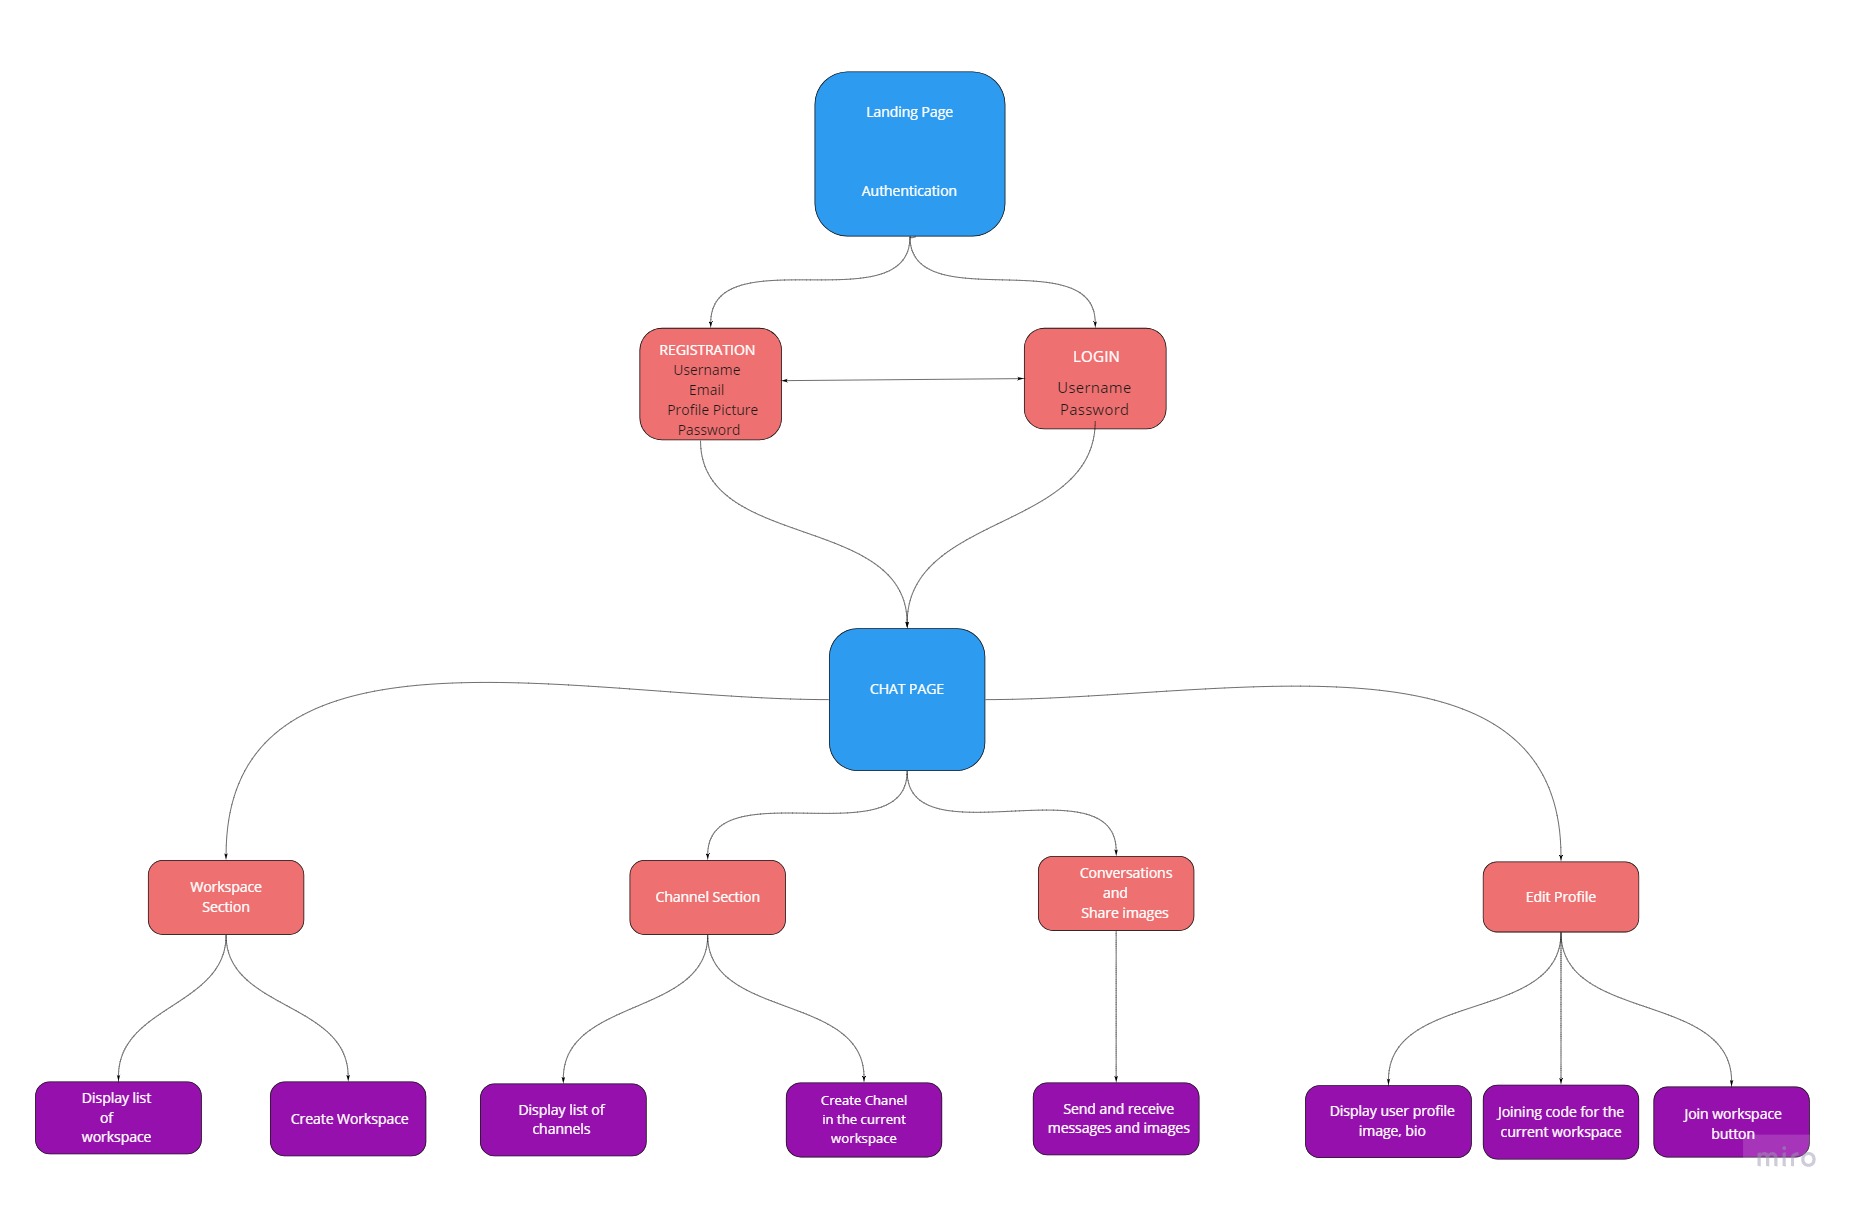 Landing Page
Authentication
REGISTRATION
Username
Email
Profile Picture
Password
LOGIN
Username
Password
CHAT PAGE
Workspace
Section
Channel Section
Conversations
and
Share images
Edit Profile
Display list
of
workspace
Create Workspace
Display list of
channels
Create Chanel
in the current
workspace
Send and receive
messages and images
Display user profile
image, bio
Joining code for the
current workspace
Join workspace
button
miro